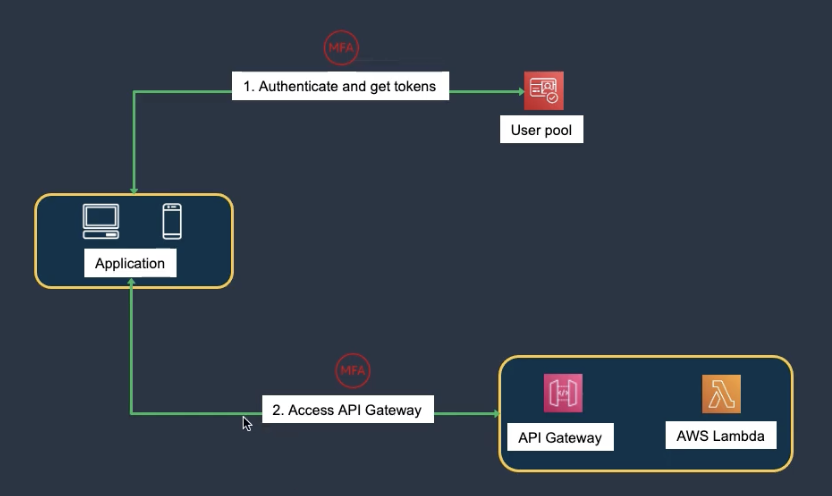 MFA
1. Authenticate and get tokens
User pool
Application
MFA
2. Access API Gateway
API Gateway
AWS Lambda